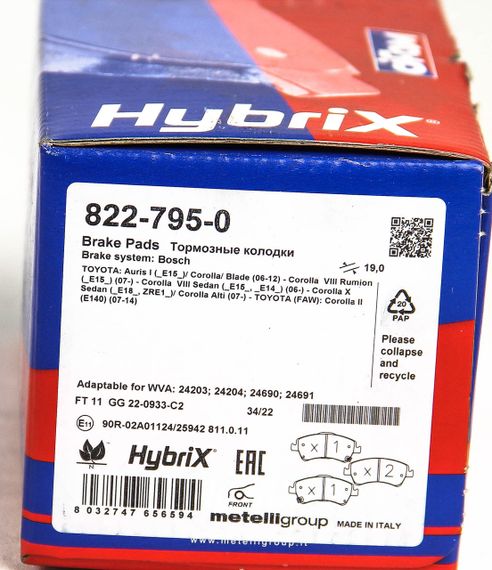 HybriX®
822-795-0
Brake Pads Тормозные колодки
Brake system: Bosch
19,0
TOYOTA: Auris I (_E15_)/ Corolla/ Blade (06-12) - Corolla VIII Rumion
(_E15_) (07-) - Corolla VIII Sedan (_E15_, _E14_) (06-) - Corolla X
Sedan (_E18_, ZRE1_)/ Corolla Alti (07-) - TOYOTA (FAW): Corolla II
(E140) (07-14)
20
PAP
Please
collapse
and
recycle
Adaptable for WVA: 24203; 24204; 24690; 24691
FT 11 GG 22-0933-C2
34/22
E11 90R-02A01124/25942 811.0.11
N
HybriX®
EAC
x 1
x 2
x 1
FRONT
8 032747 656594
metelligroup
MADE IN ITALY
www.metelligroup.it